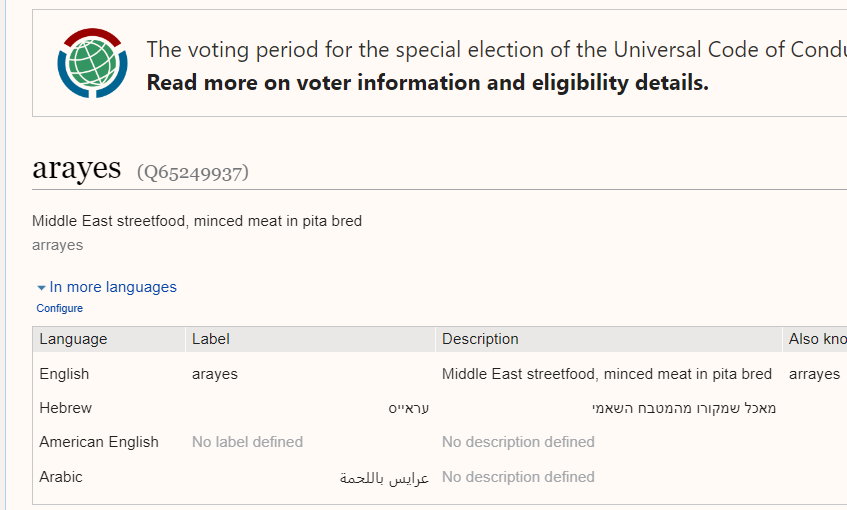 The voting period for the special election of the Universal Code of
Read more on voter information and eligibility details.
arayes (Q65249937)
Middle East streetfood, minced meat in pita bred
arrayes
In more languages
Configure
Language Label Description Also
English arayes Middle East streetfood, minced meat in pita bred arrayes
Hebrew עראייס מאכל שמקורו מהמטבח השאמי
American English No label defined No description defined
Arabic عرايس باللحمة No description defined